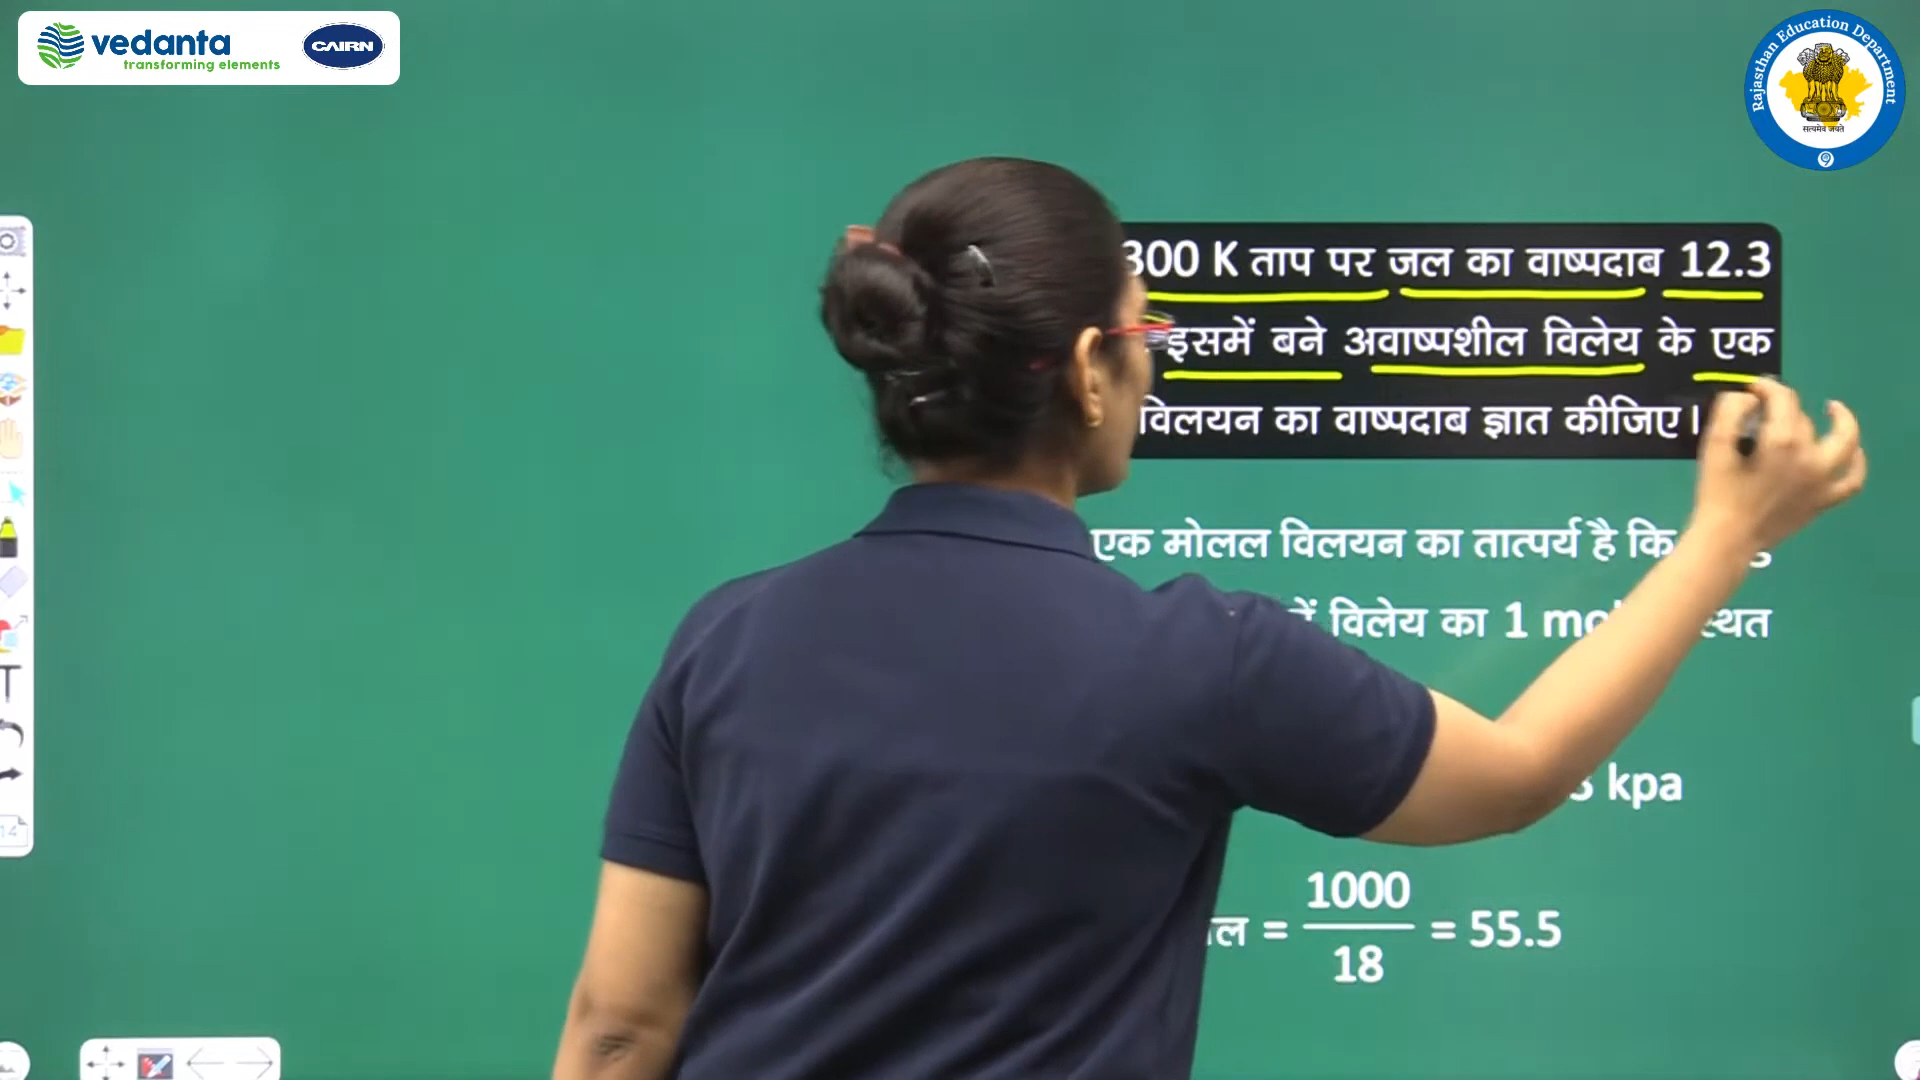 vedanta
transforming elements
CAIRN
Rajasthan Education Department
सत्यमेव जयते
300 K ताप पर जल का वाष्पदाब 12.3
इसमें बने अवाष्पशील विलेय के एक
विलयन का वाष्पदाब ज्ञात कीजिए।
एक मोलल विलयन का तात्पर्य है कि
में विलेय का 1
kpa
= 1000/18 = 55.5
T
14